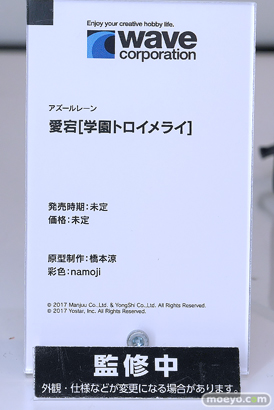 Enjoy your creative hobby life.
wave
corporation
アズールレーン
愛宕[学園トロイメライ]
発売時期：未定
価格：未定
原型制作：橋本涼
彩色：namoji
© 2017 Manjuu Co.,Ltd. & YongShi Co.,Ltd. All Rights Reserved.
© 2017 Yostar, Inc. All Rights Reserved.
監修中
外観・仕様などが変更になる場合があります。
moeyo.com